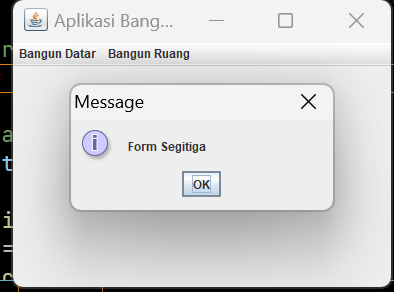 Aplikasi Bang...
Bangun Datar Bangun Ruang
Message
Form Segitiga
OK